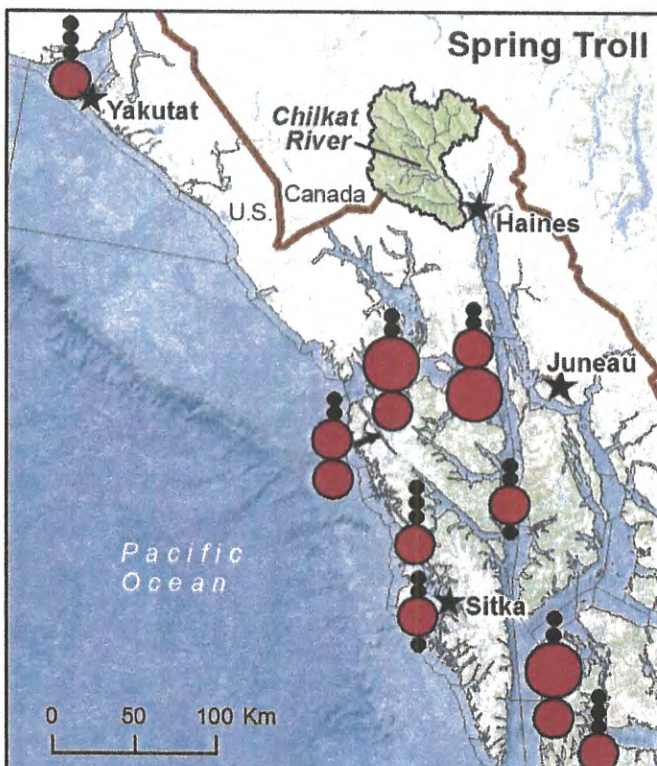 Spring Troll
Yakutat
Chilkat
River
Canada
U.S.
Haines
Juneau
Pacific
Ocean
Sitka
0 50 100 Km